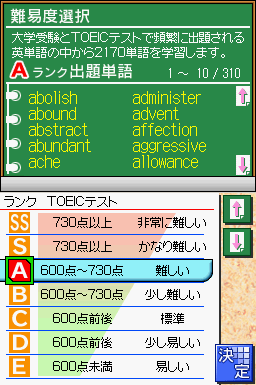 難易度選択
大学受験とTOEICテストで頻繁に出題される
英単語の中から2170単語を学習します。
Aランク出題単語 1 ～ 10 / 310
abolish administer
abound advent
abstract affection
abundant aggressive
ache allowance
ランク TOEICテスト
SS 730点以上 非常に難しい
S 730点以上 かなり難しい
A 600点～730点 難しい
B 600点～730点 少し難しい
C 600点前後 標準
D 600点前後 少し易しい
E 600点未満 易しい
決定